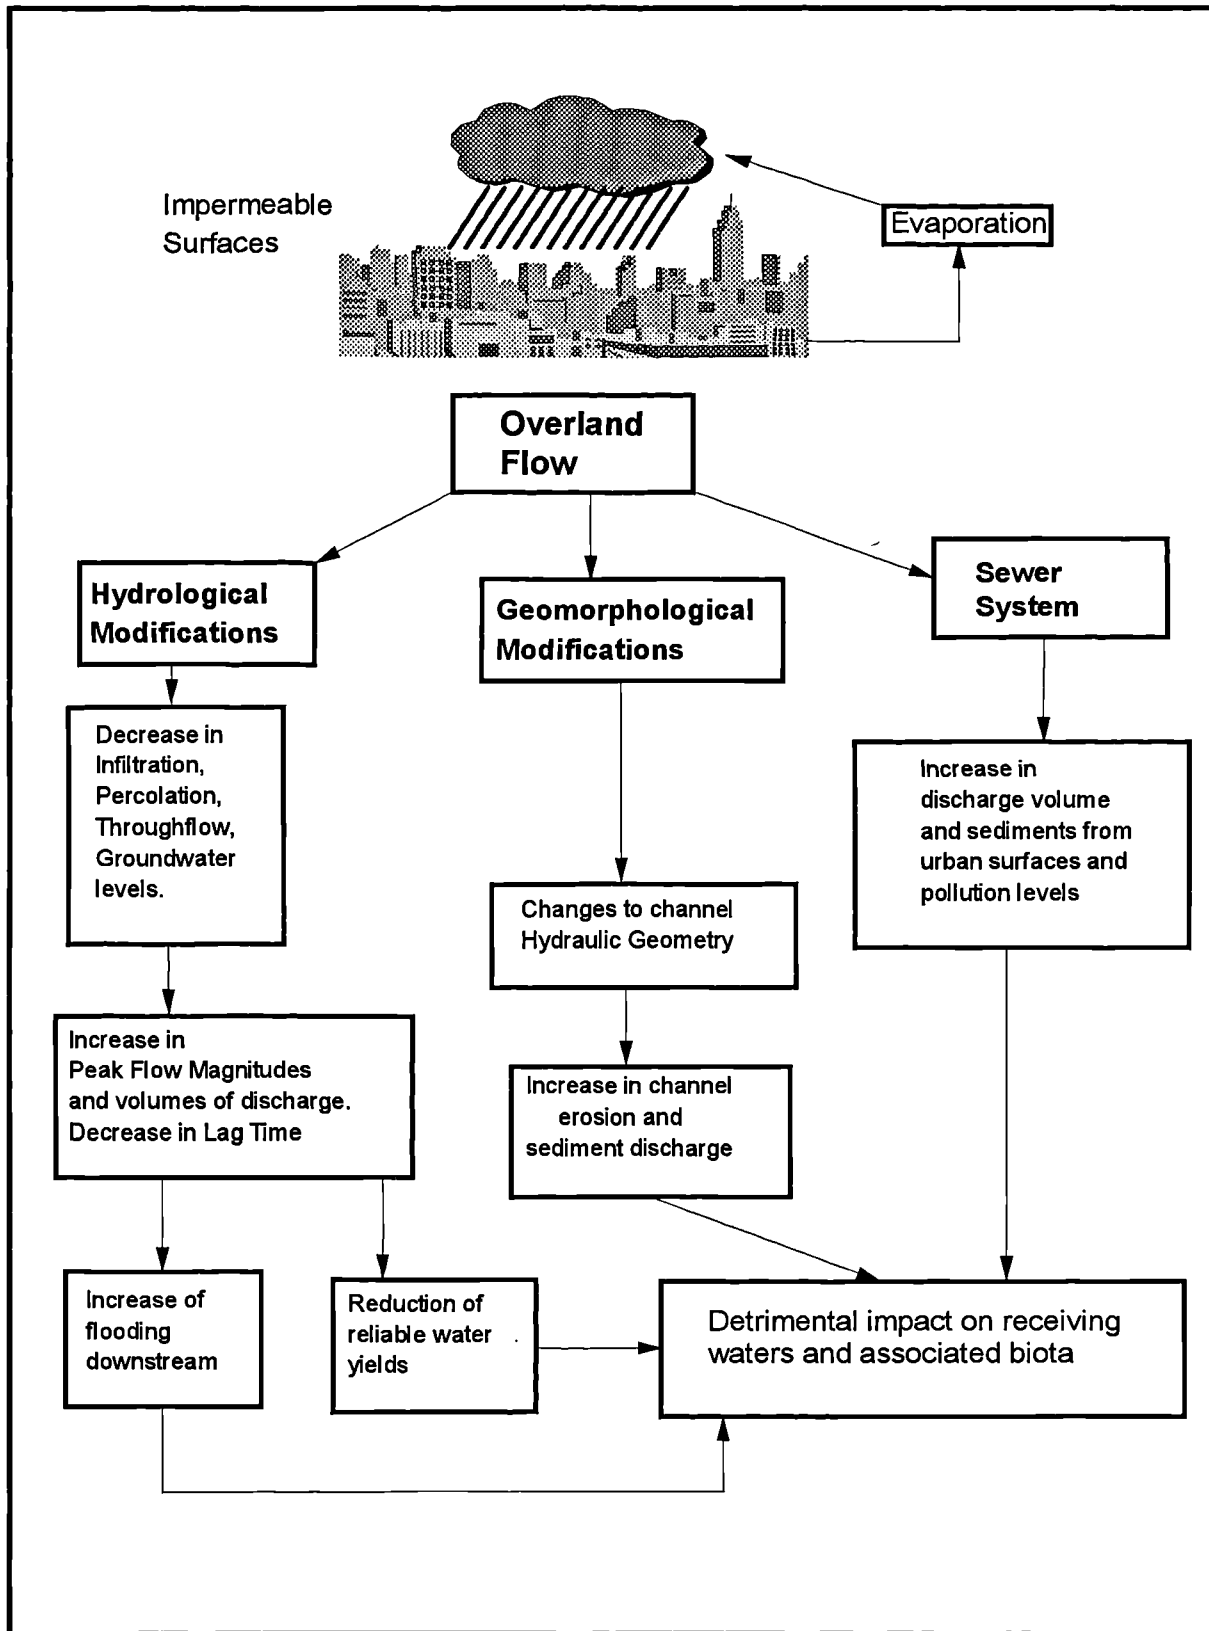 Impermeable
Surfaces
Evaporation
Overland
Flow
Hydrological
Modifications
Geomorphological
Modifications
Sewer
System
Decrease in
Infiltration,
Percolation,
Throughflow,
Groundwater
levels.
Increase in
discharge volume
and sediments from
urban surfaces and
pollution levels
Changes to channel
Hydraulic Geometry
Increase in
Peak Flow Magnitudes
and volumes of discharge.
Decrease in Lag Time
Increase in channel
erosion and
sediment discharge
Increase of
flooding
downstream
Reduction of
reliable water
yields
Detrimental impact on receiving
waters and associated biota